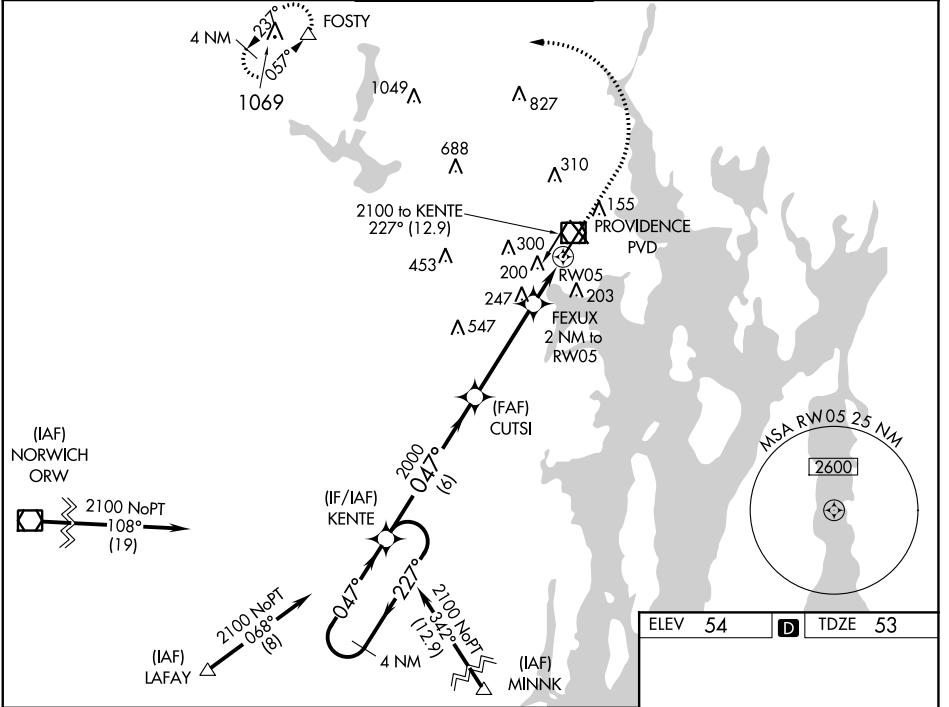 237°
FOSTY
4 NM
057°
1069
1049
827
688
310
2100 to KENTE
227° (12.9)
155
PROVIDENCE
PVD
300
453
200
RW05
247
203
FEXUX
2 NM to
RW05
547
(FAF)
CUTSI
MSA RW 05 25 NM
2600
(IAF)
NORWICH
ORW
2000
047°
(6)
2100 NoPT
108°
(19)
(IF/IAF)
KENTE
047°
227°
2100 NoPT
342°
(12.9)
2100 NoPT
068°
(8)
4 NM
(IAF)
LAFAY
(IAF)
MINNK
ELEV 54
D
TDZE 53